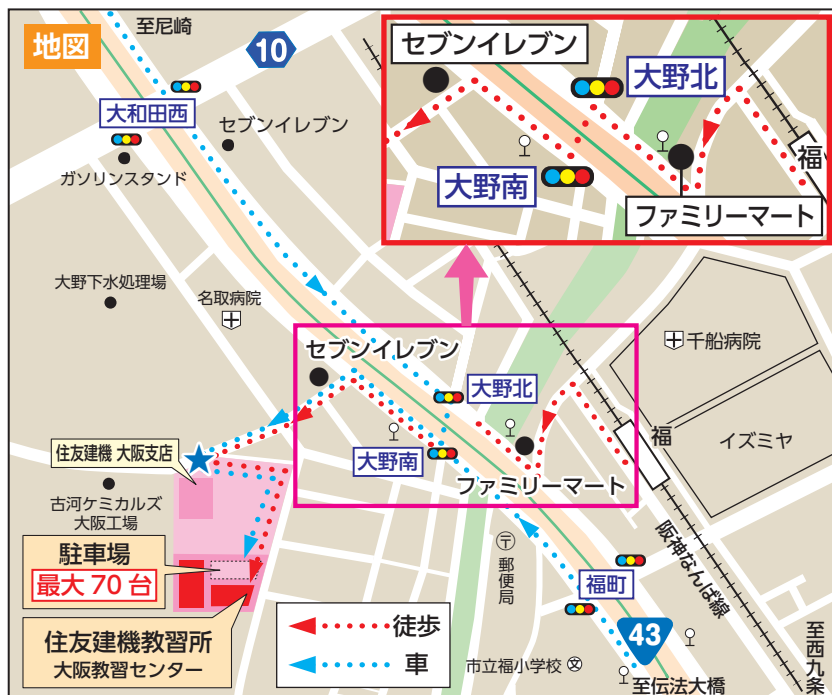 地図
至尼崎
10
大和田西
セブンイレブン
ガソリンスタンド
セブンイレブン
大野北
福
大野南
ファミリーマート
大野下水処理場
名取病院
千船病院
セブンイレブン
大野北
福
イズミヤ
大野南
ファミリーマート
住友建機 大阪支店
古河ケミカルズ
大阪工場
阪神なんば線
〒
郵便局
駐車場
最大 70 台
福町
43
住友建機教習所
大阪教習センター
徒歩
車
市立福小学校
文
至伝法大橋
至西九条